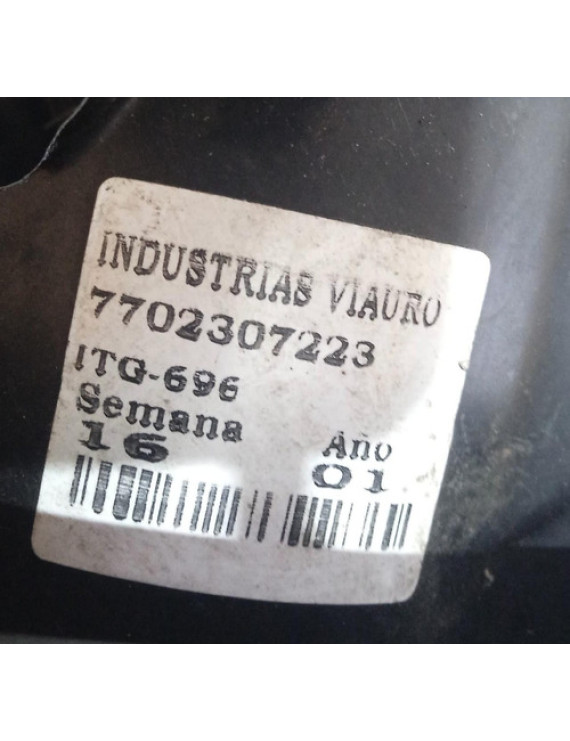 INDUSTRIAS VIAURO
7702307223
ITG-696
Semana Año
16 01